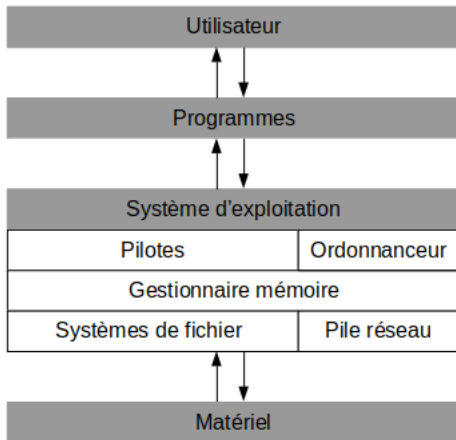 Utilisateur
Programmes
Système d'exploitation
Pilotes
Ordonnanceur
Gestionnaire mémoire
Systèmes de fichier
Pile réseau
Matériel